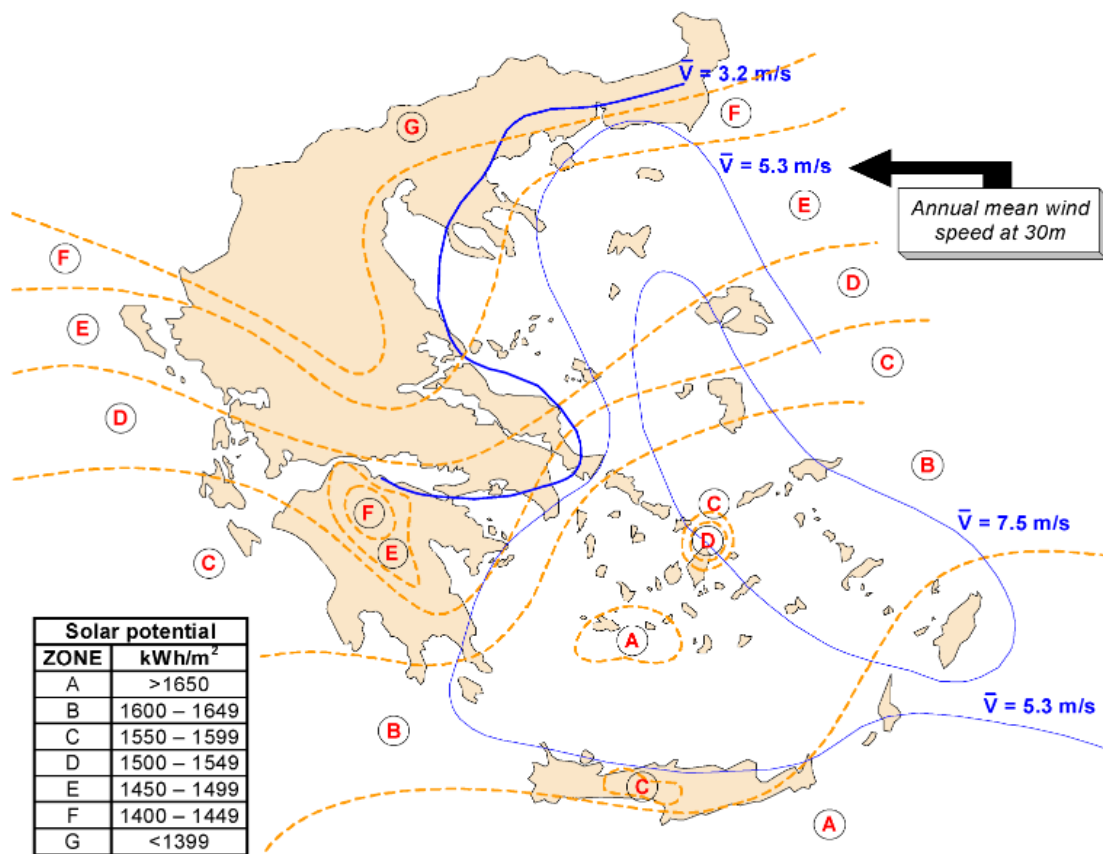 V̄ = 3.2 m/s
F
G
V̄ = 5.3 m/s
Annual mean wind
speed at 30m
E
F
D
E
C
D
B
C
F
D
V̄ = 7.5 m/s
E
C
A
V̄ = 5.3 m/s
B
C
A
Solar potential
ZONE kWh/m²
A >1650
B 1600 – 1649
C 1550 – 1599
D 1500 – 1549
E 1450 – 1499
F 1400 – 1449
G <1399